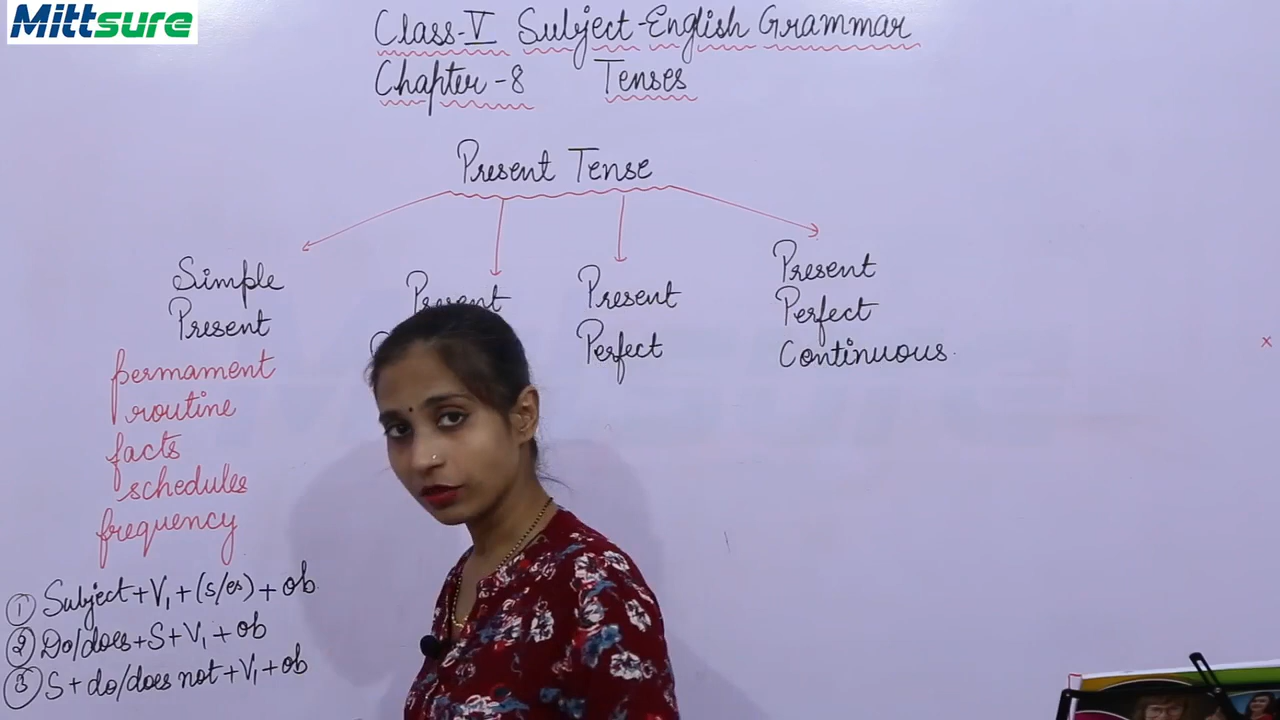 Mittsure
Class-V Subject-English Grammar
Chapter-8 Tenses
Present Tense
Simple
Present
permament
routine
facts
schedules
frequency
Present
Present
Perfect
Present
Perfect
Continuous.
x
① Subject+V₁+(s/es)+ob
② Do/does+S+V₁+ob
③ S+do/does not+V₁+ob